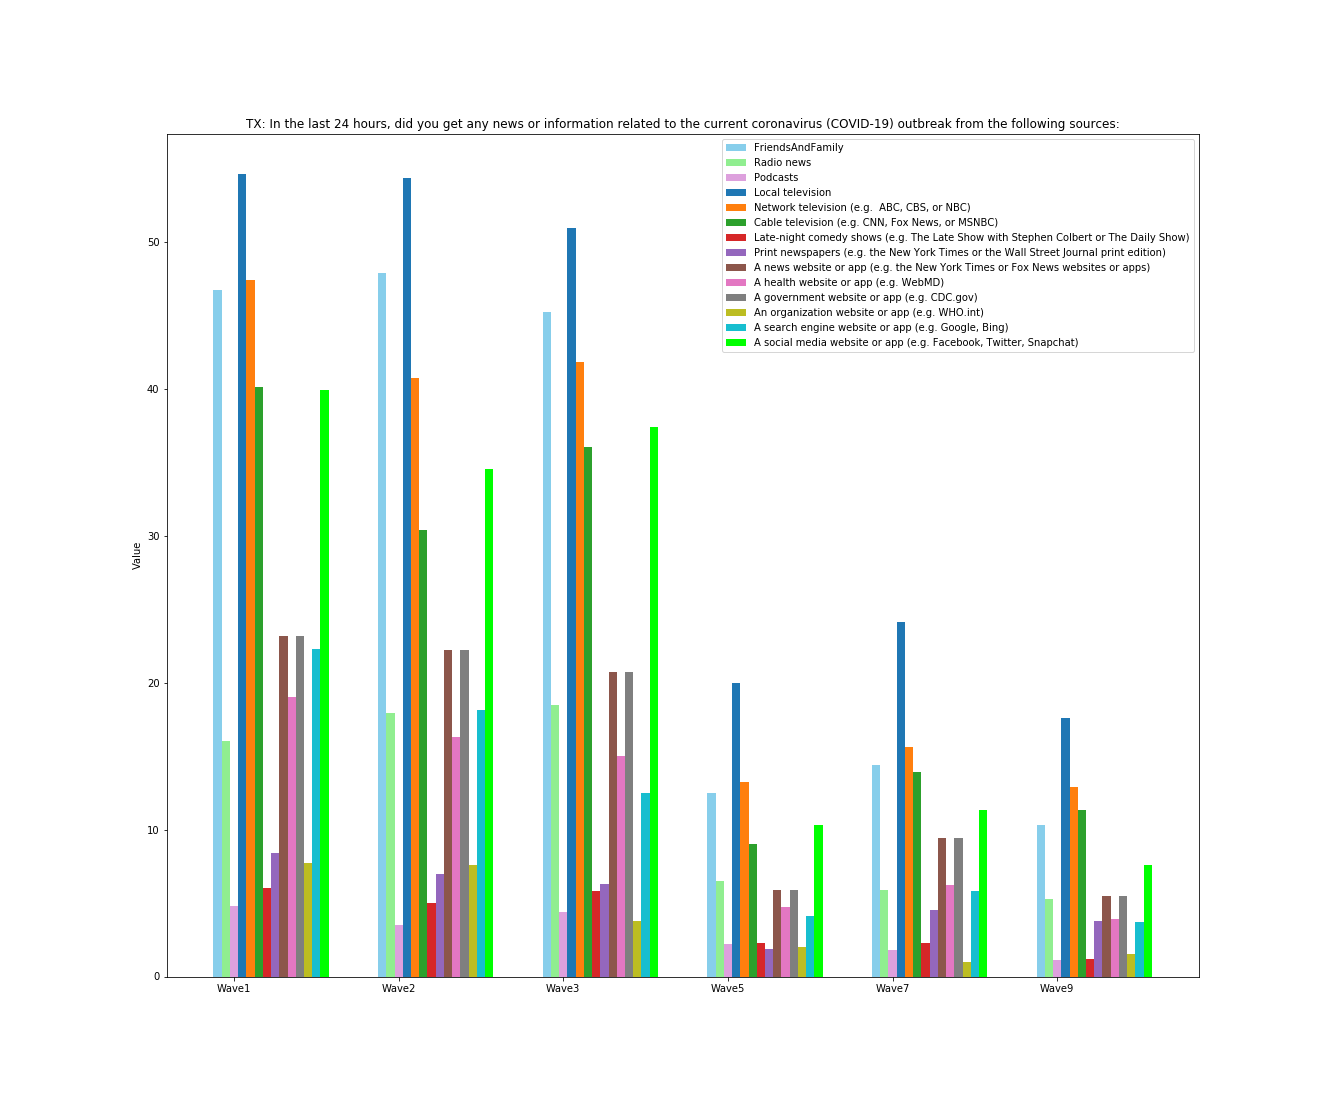 TX: In the last 24 hours, did you get any news or information related to the current coronavirus (COVID-19) outbreak from the following sources:
FriendsAndFamily
Radio news
Podcasts
Local television
Network television (e.g.  ABC, CBS, or NBC)
Cable television (e.g. CNN, Fox News, or MSNBC)
Late-night comedy shows (e.g. The Late Show with Stephen Colbert or The Daily Show)
Print newspapers (e.g. the New York Times or the Wall Street Journal print edition)
A news website or app (e.g. the New York Times or Fox News websites or apps)
A health website or app (e.g. WebMD)
A government website or app (e.g. CDC.gov)
An organization website or app (e.g. WHO.int)
A search engine website or app (e.g. Google, Bing)
A social media website or app (e.g. Facebook, Twitter, Snapchat)
50
40
30
20
10
0
Value
Wave1 Wave2 Wave3 Wave5 Wave7 Wave9